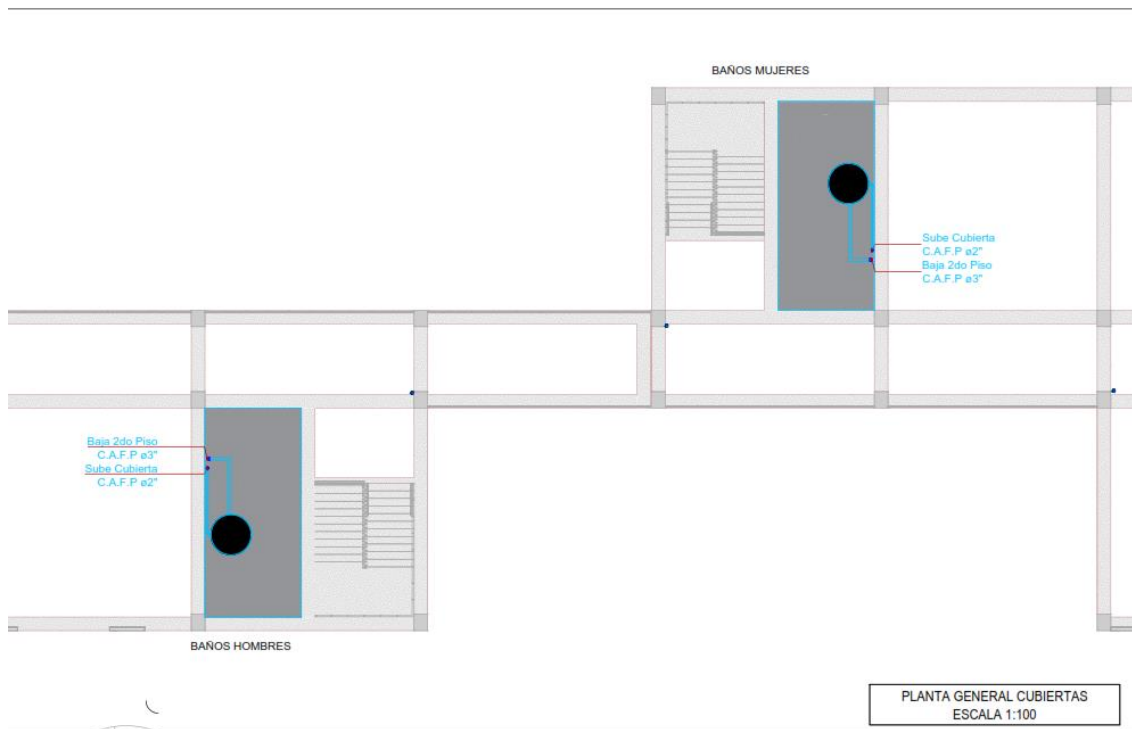 BAÑOS MUJERES
Sube Cubierta
C.A.F.P ø2"
Baja 2do Piso
C.A.F.P ø3"
Baja 2do Piso
C.A.F.P ø3"
Sube Cubierta
C.A.F.P ø2"
BAÑOS HOMBRES
PLANTA GENERAL CUBIERTAS
ESCALA 1:100